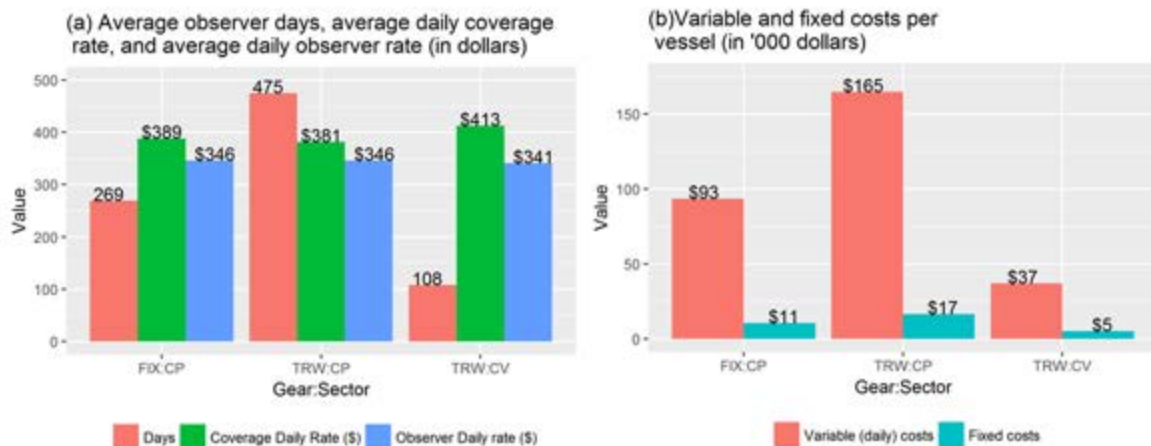 (a) Average observer days, average daily coverage
rate, and average daily observer rate (in dollars)
500
400
300
200
100
0
Value
269
$389
$346
475
$381
$346
108
$413
$341
FIX:CP
TRW:CP
TRW:CV
Gear:Sector
Days
Coverage Daily Rate ($)
Observer Daily rate ($)
(b)Variable and fixed costs per
vessel (in '000 dollars)
150
100
50
0
Value
$93
$11
$165
$17
$37
$5
FIX:CP
TRW:CP
TRW:CV
Gear:Sector
Variable (daily) costs
Fixed costs